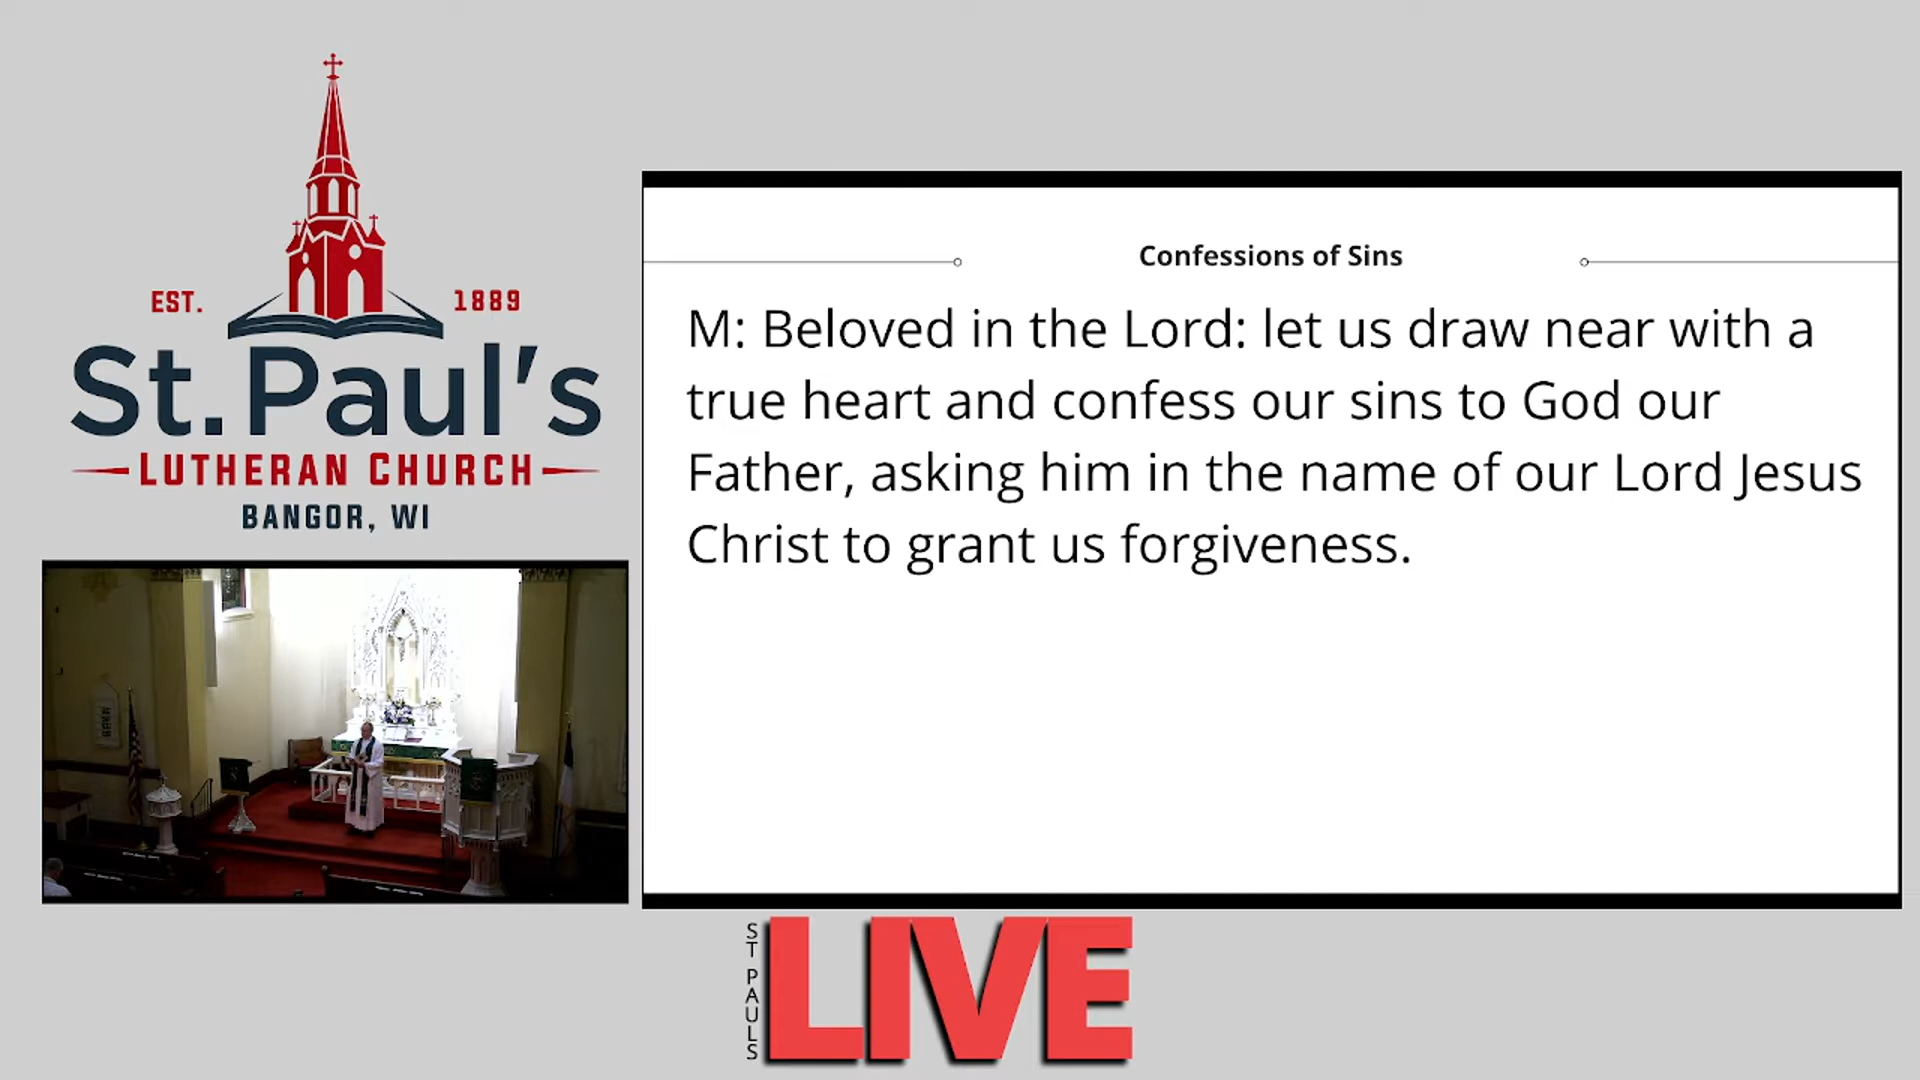 EST. 1889
St. Paul's
LUTHERAN CHURCH
BANGOR, WI
Confessions of Sins
M: Beloved in the Lord: let us draw near with a
true heart and confess our sins to God our
Father, asking him in the name of our Lord Jesus
Christ to grant us forgiveness.
ST PAULS
LIVE